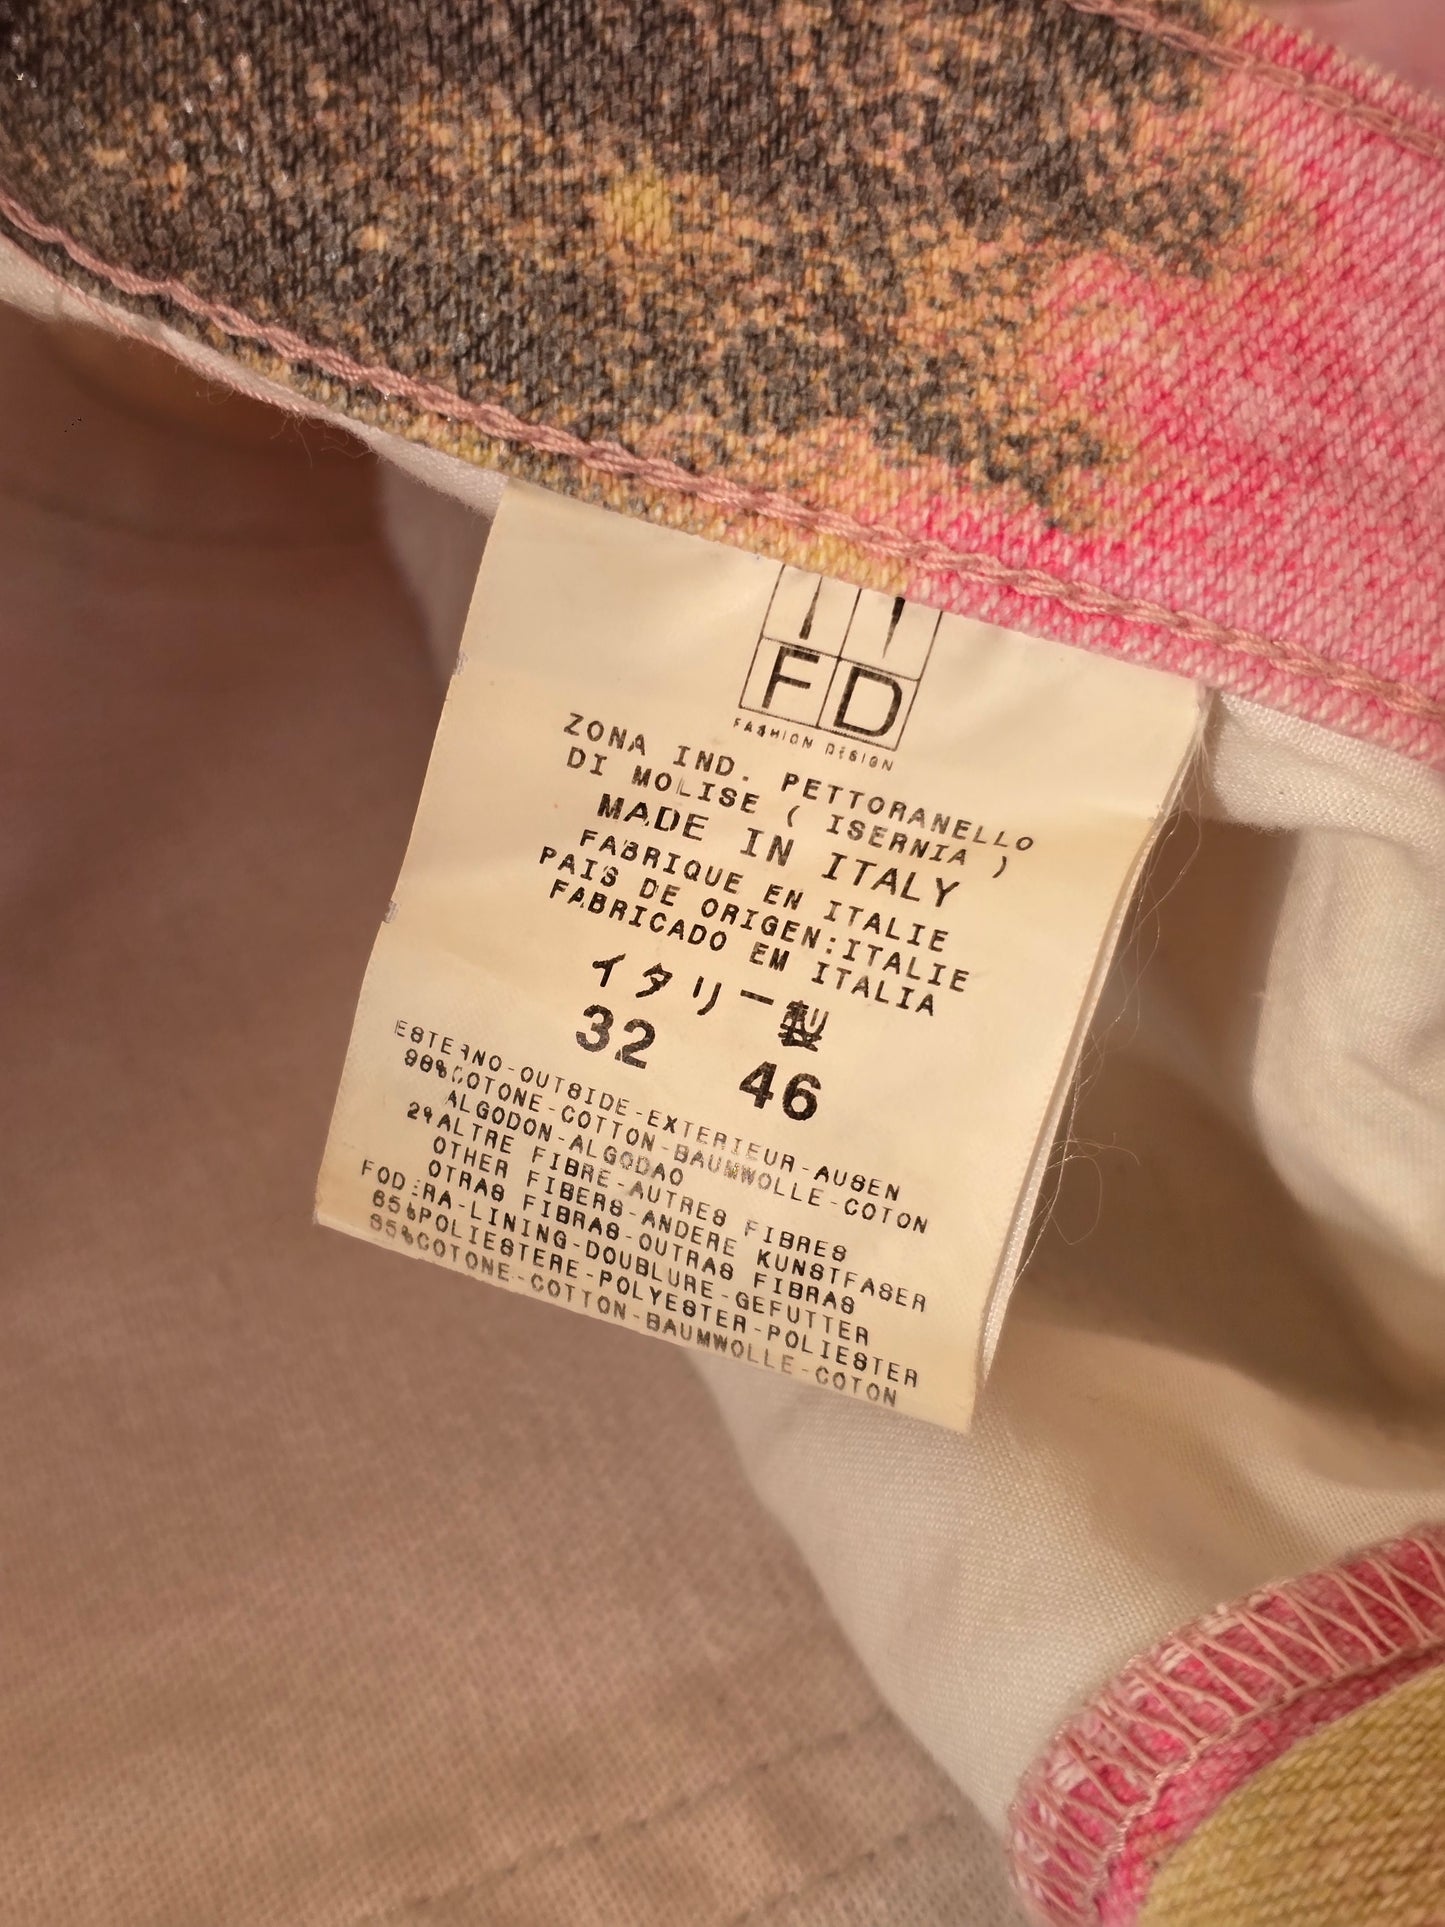 FD
FASHION DESIGN
ZONA IND. PETTORANELLO
DI MOLISE ( ISERNIA )
MADE IN ITALY
FABRIQUE EN ITALIE
PAIS DE ORIGEN:ITALIE
FABRICADO EM ITALIA
イタリー製
32 46
ESTERNO-OUTSIDE-EXTERIEUR-AUSEN
98%COTONE-COTTON-BAUMWOLLE-COTON
ALGODON-ALGODAO
2%ALTRE FIBRE-AUTRES FIBRES
OTHER FIBERS-ANDERE KUNSTFASER
OTRAS FIBRAS-OUTRAS FIBRAS
FODERA-LINING-DOUBLURE-GEFUTTER
65%POLIESTERE-POLYESTER-POLIESTER
35%COTONE-COTTON-BAUMWOLLE-COTON